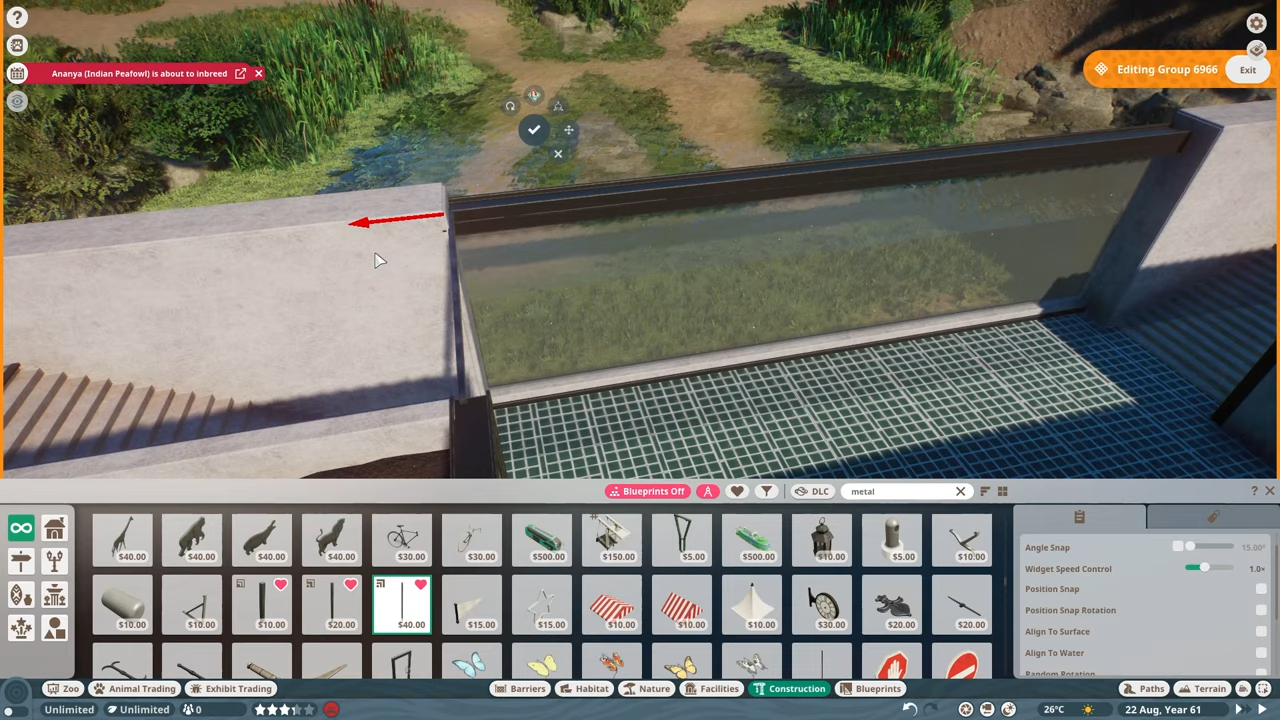 ?
Ananya (Indian Peafowl) is about to inbreed
Editing Group 6966
Exit
Blueprints Off
DLC
metal
?
$40.00 $40.00 $40.00 $40.00 $30.00 $30.00 $500.00 $150.00 $5.00 $500.00 $10.00 $5.00 $10.00
$10.00 $10.00 $10.00 $20.00 $40.00 $15.00 $15.00 $10.00 $10.00 $10.00 $30.00 $20.00 $20.00
Angle Snap 15.00°
Widget Speed Control 1.0×
Position Snap
Position Snap Rotation
Align To Surface
Align To Water
Random Rotation
Zoo Animal Trading Exhibit Trading Barriers Habitat Nature Facilities Construction Blueprints Paths Terrain
Unlimited Unlimited 0 26°C 22 Aug, Year 61